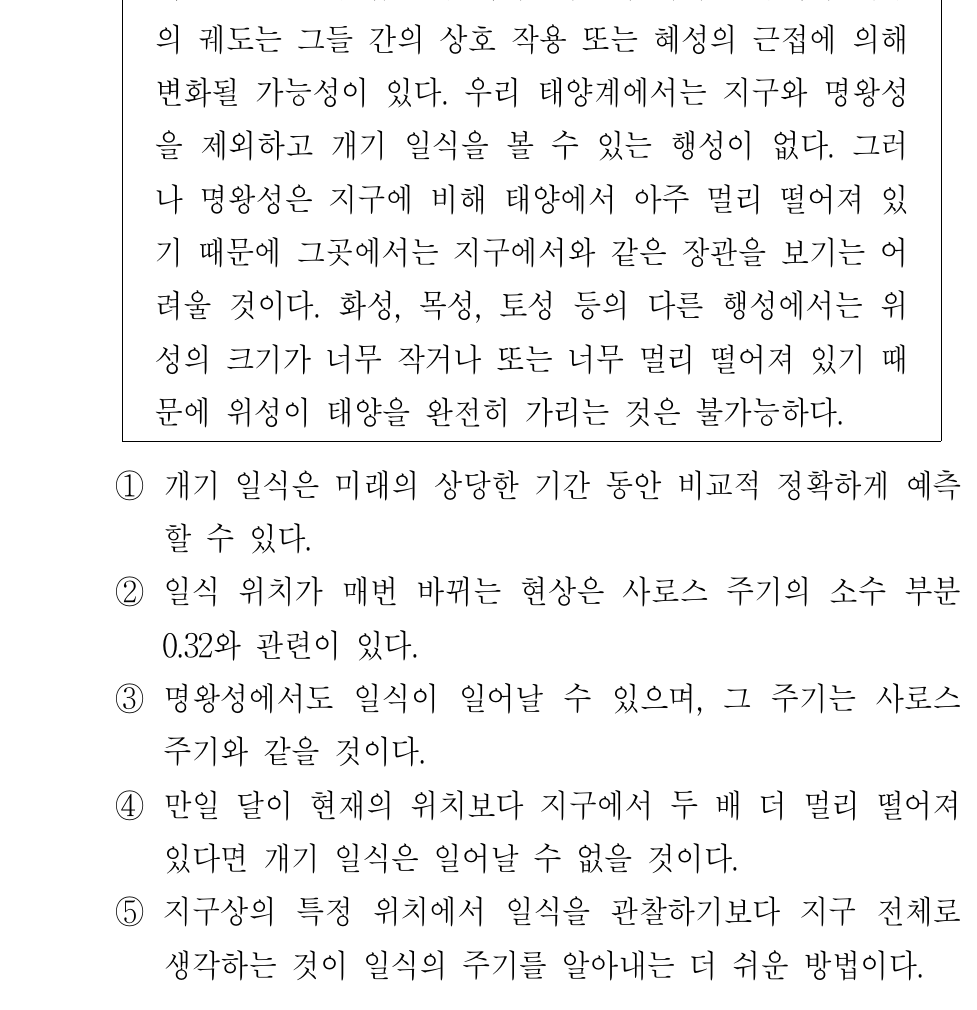 의 궤도는 그들 간의 상호 작용 또는 혜성의 근접에 의해
변화될 가능성이 있다. 우리 태양계에서는 지구와 명왕성
을 제외하고 개기 일식을 볼 수 있는 행성이 없다. 그러
나 명왕성은 지구에 비해 태양에서 아주 멀리 떨어져 있
기 때문에 그곳에서는 지구에서와 같은 장관을 보기는 어
려울 것이다. 화성, 목성, 토성 등의 다른 행성에서는 위
성의 크기가 너무 작거나 또는 너무 멀리 떨어져 있기 때
문에 위성이 태양을 완전히 가리는 것은 불가능하다.
① 개기 일식은 미래의 상당한 기간 동안 비교적 정확하게 예측
할 수 있다.
② 일식 위치가 매번 바뀌는 현상은 사로스 주기의 소수 부분
0.32와 관련이 있다.
③ 명왕성에서도 일식이 일어날 수 있으며, 그 주기는 사로스
주기와 같을 것이다.
④ 만일 달이 현재의 위치보다 지구에서 두 배 더 멀리 떨어져
있다면 개기 일식은 일어날 수 없을 것이다.
⑤ 지구상의 특정 위치에서 일식을 관찰하기보다 지구 전체로
생각하는 것이 일식의 주기를 알아내는 더 쉬운 방법이다.